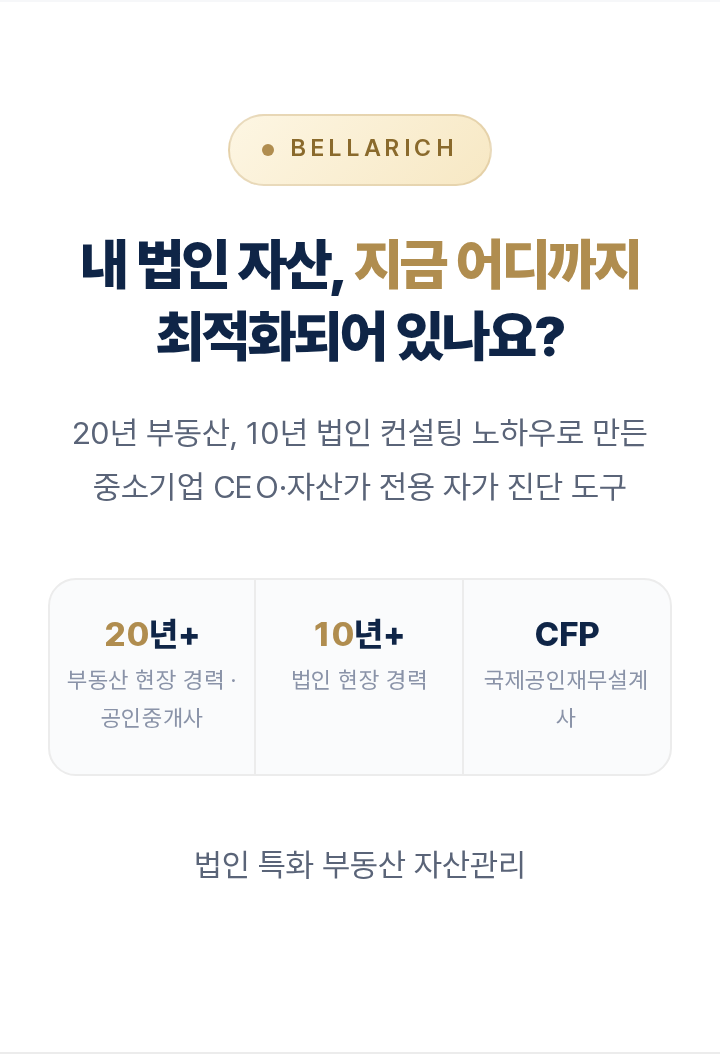 BELLARICH
내 법인 자산, 지금 어디까지
최적화되어 있나요?
20년 부동산, 10년 법인 컨설팅 노하우로 만든
중소기업 CEO·자산가 전용 자가 진단 도구
20년+
부동산 현장 경력 ·
공인중개사
10년+
법인 현장 경력
CFP
국제공인재무설계
사
법인 특화 부동산 자산관리